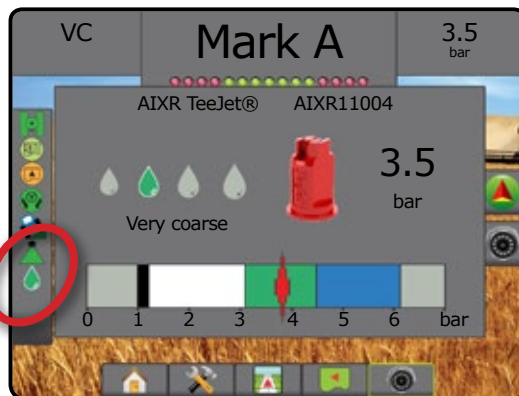 VC Mark A 3.5
bar
AIXR TeeJet® AIXR11004
3.5
bar
Very coarse
0 1 2 3 4 5 6 bar